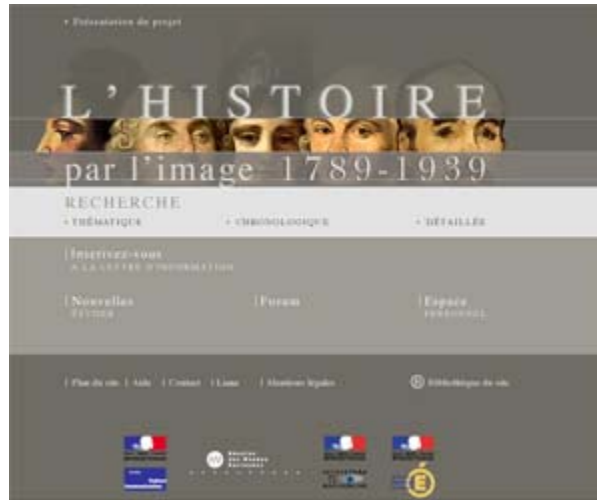 Présentation du projet
L'HISTOIRE
par l'image 1789-1939
RECHERCHE
THÉMATIQUE CHRONOLOGIQUE DÉTAILLÉE
Inscrivez-vous
A LA LETTRE D'INFORMATION
Nouvelles Forum Espace
ÉTUDES PERSONNEL
Plan du site | Aide | Contact | Liens | Mentions légales Bibliothèque du site